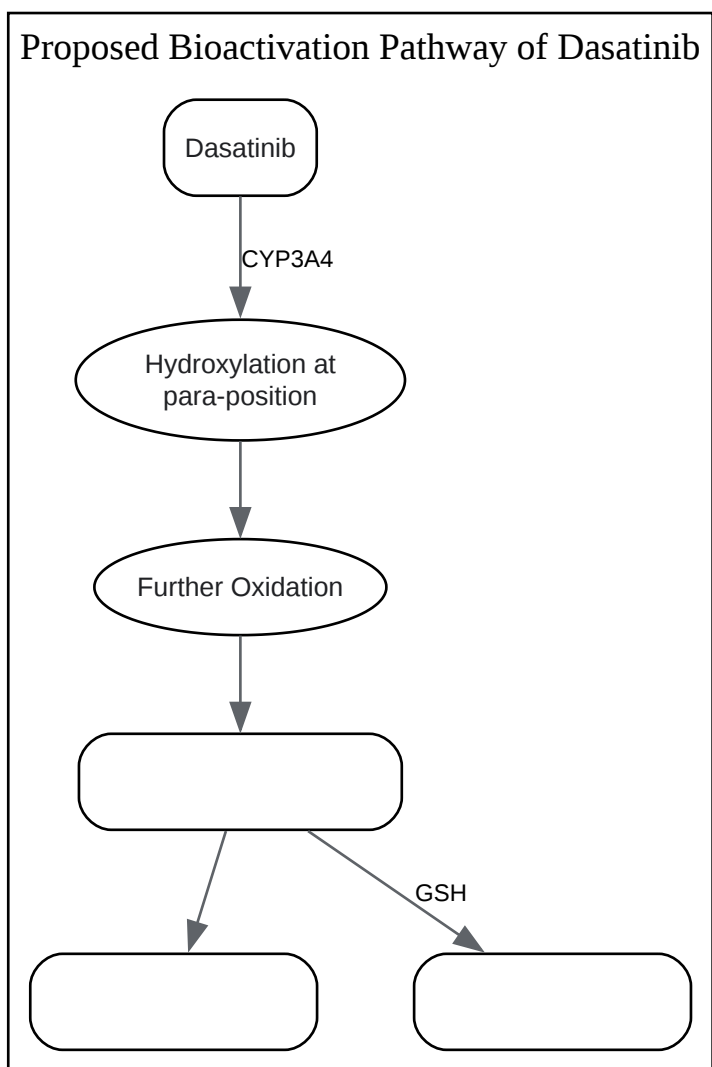 Proposed Bioactivation Pathway of Dasatinib
Dasatinib
CYP3A4
Hydroxylation at
para-position
Further Oxidation
GSH